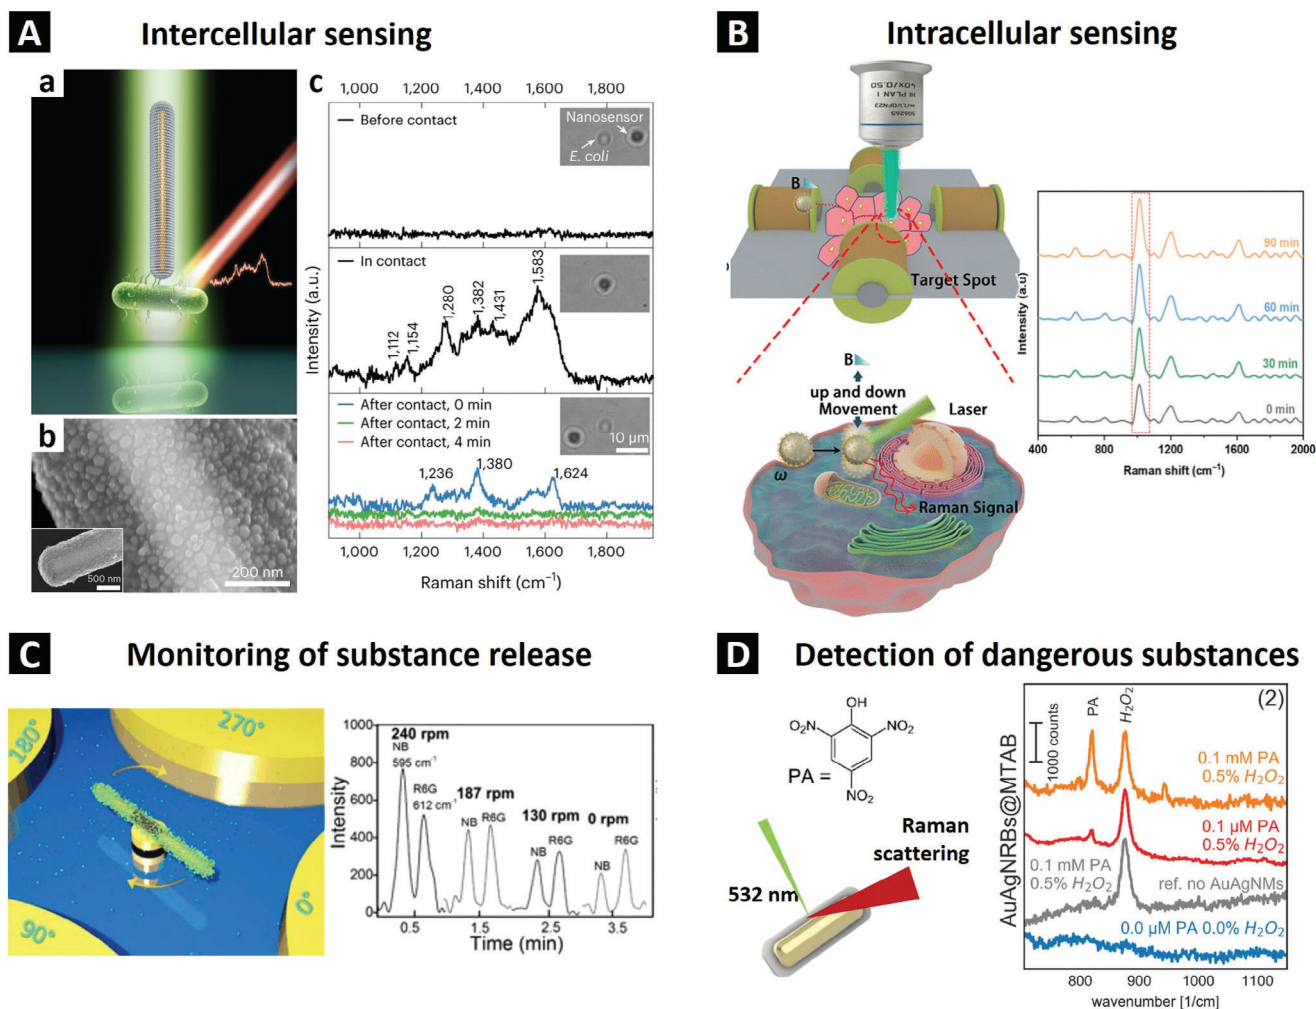 A Intercellular sensing
a
c
1,000 1,200 1,400 1,600 1,800
Before contact
Nanosensor
E. coli
In contact
1,112
1,154
1,280
1,382
1,431
1,583
After contact, 0 min
After contact, 2 min
After contact, 4 min
10 µm
1,236
1,380
1,624
1,000 1,200 1,400 1,600 1,800
Intensity (a.u.)
Raman shift (cm⁻¹)
b
500 nm
200 nm
B Intracellular sensing
506265
∞/0/OFN23
HI PLAN I
40x/0.50
B
Target Spot
B
up and down
Movement
Laser
ω
Raman Signal
90 min
60 min
30 min
0 min
Intensity (a.u)
400 800 1000 1200 1600 2000
Raman shift (cm⁻¹)
C Monitoring of substance release
180°
270°
90°
0°
1000
800
600
400
200
0
Intensity
240 rpm
NB
595 cm⁻¹
R6G
612 cm⁻¹
187 rpm
NB
R6G
130 rpm
NB
R6G
0 rpm
NB
R6G
0.5 1.5 2.5 3.5
Time (min)
D Detection of dangerous substances
OH
O₂N
NO₂
PA =
NO₂
Raman
scattering
532 nm
AuAgNRBs@MTAB
(2)
1000 counts
PA
H₂O₂
0.1 mM PA
0.5% H₂O₂
0.1 µM PA
0.5% H₂O₂
0.1 mM PA
0.5% H₂O₂
ref. no AuAgNMs
0.0 µM PA 0.0% H₂O₂
800 900 1000 1100
wavenumber [1/cm]